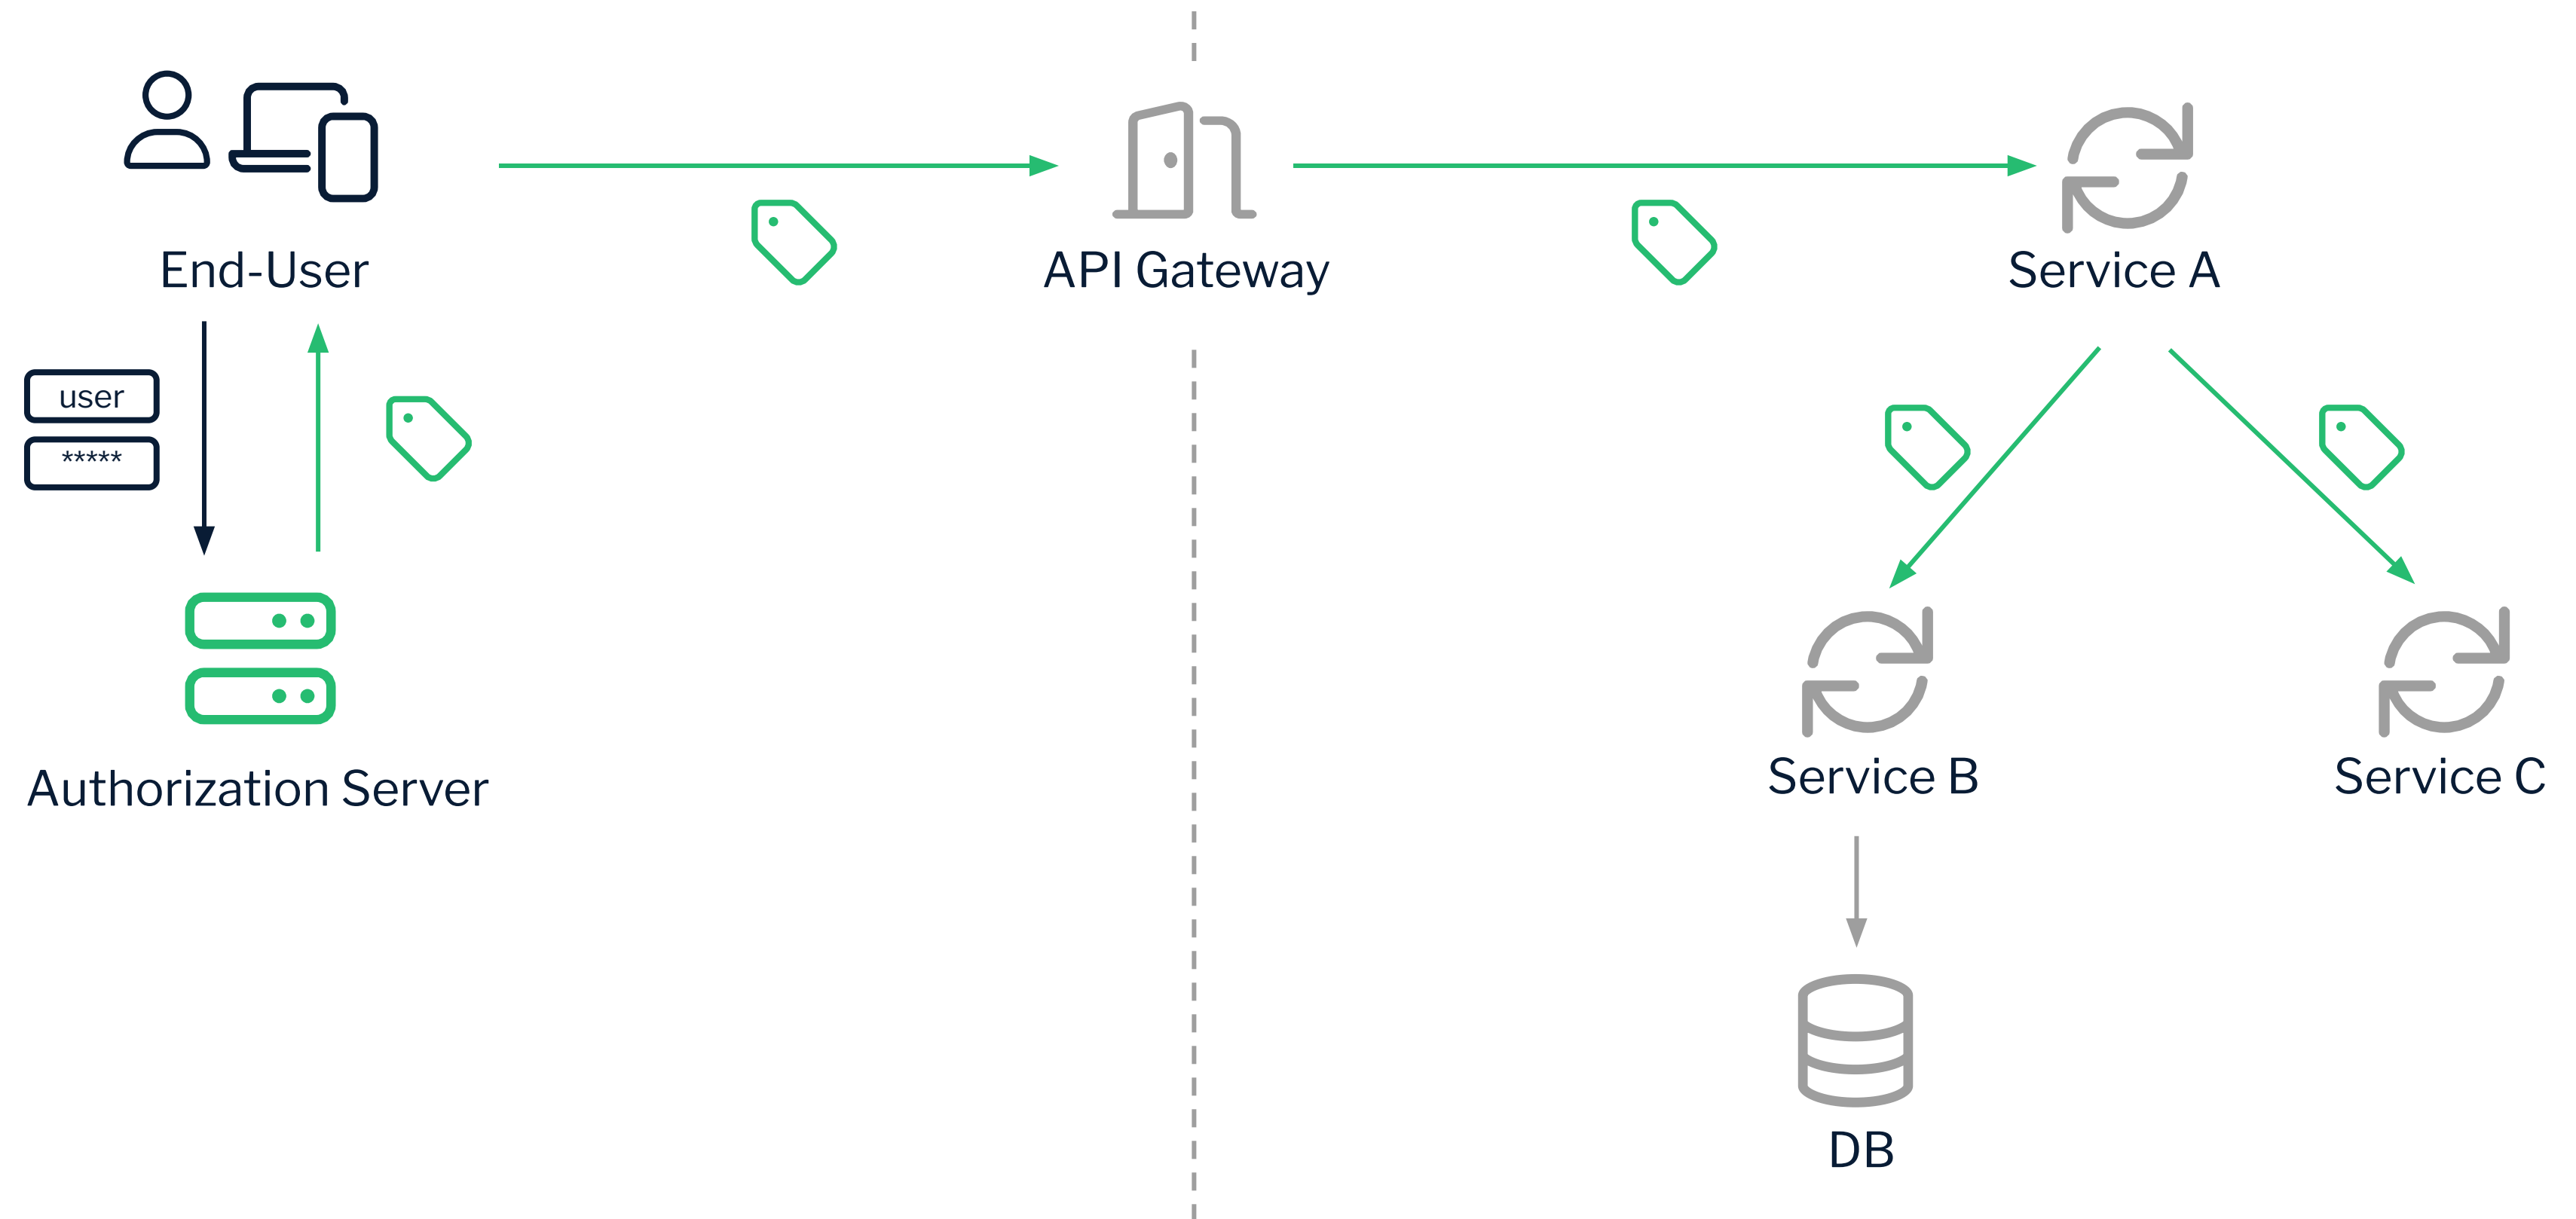 End-User
API Gateway
Service A
user
*****
Authorization Server
Service B
Service C
DB